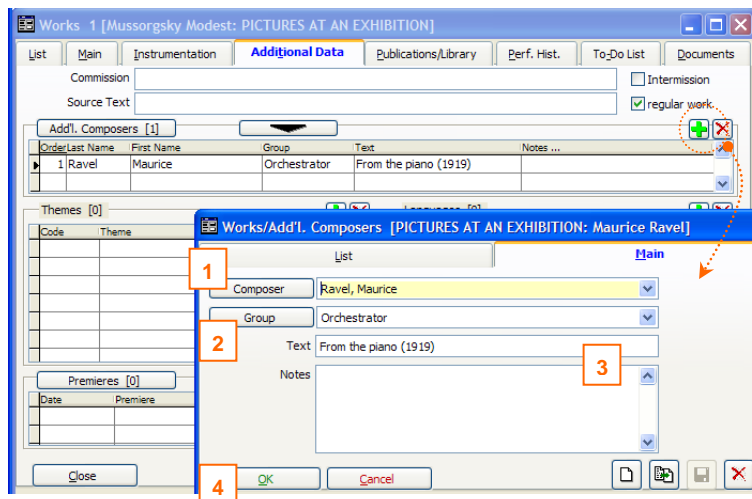 Works 1 [Mussorgsky Modest: PICTURES AT AN EXHIBITION]
List Main Instrumentation Additional Data Publications/Library Perf. Hist. To-Do List Documents
Commission Intermission
Source Text regular work
Add'l. Composers [1]
Order Last Name First Name Group Text Notes ...
1 Ravel Maurice Orchestrator From the piano (1919)
Themes [0] Languages [0]
Code Theme
Works/Add'l. Composers [PICTURES AT AN EXHIBITION: Maurice Ravel]
List Main
1
Composer Ravel, Maurice
Group Orchestrator
2
Text From the piano (1919)
3
Notes
Premieres [0]
Date Premiere
Close
4
OK Cancel